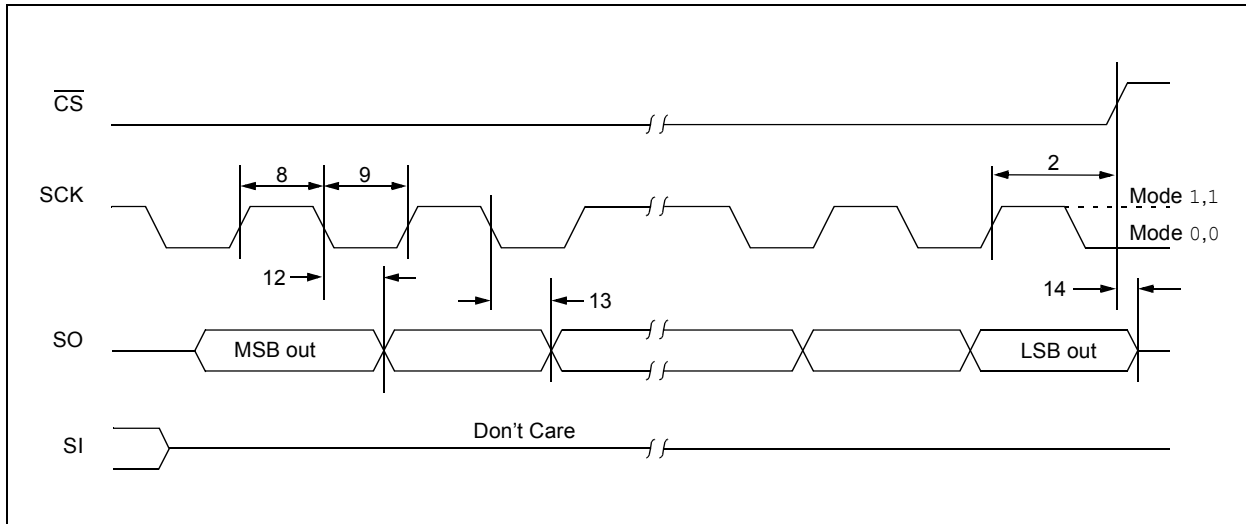 CS
8
9
2
SCK
Mode 1,1
Mode 0,0
12
13
14
SO
MSB out
LSB out
SI
Don't Care